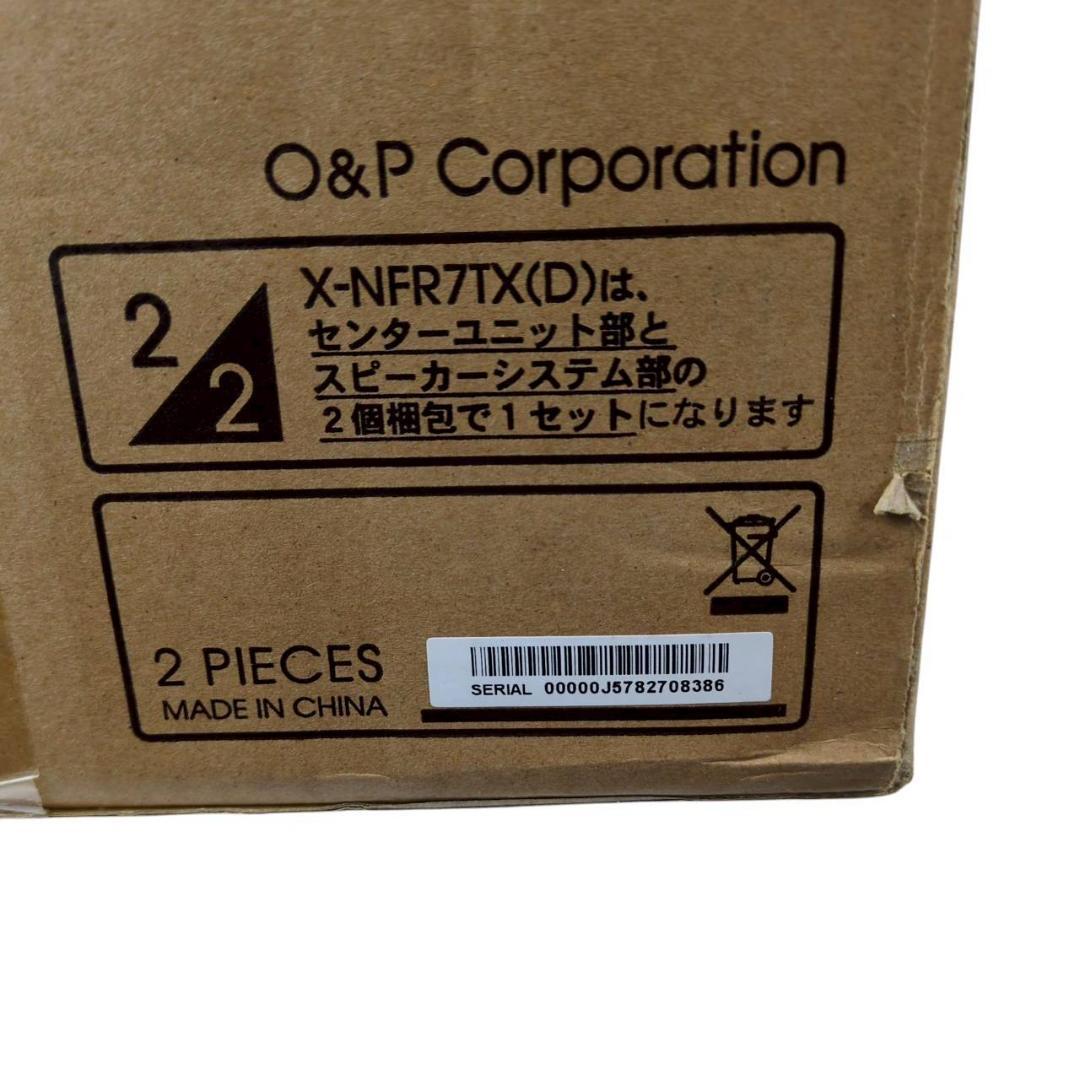 O&P Corporation
2/2
X-NFR7TX(D)は、
センターユニット部と
スピーカーシステム部の
2個梱包で1セットになります
2 PIECES
MADE IN CHINA
SERIAL 00000J5782708386